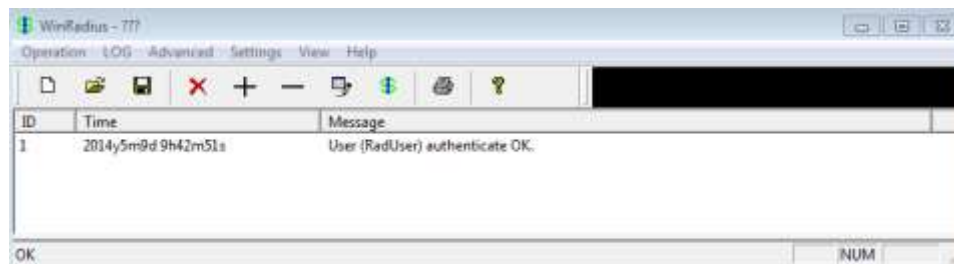 WinRadius - ???
Operation LOG Advanced Settings View Help
ID Time Message
1 2014y5m9d 9h42m51s User (RadUser) authenticate OK.
OK NUM